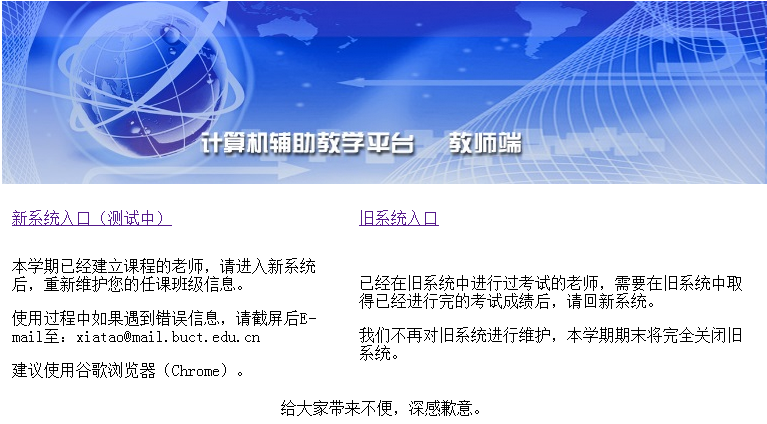 计算机辅助教学平台 教师端
新系统入口（测试中）
本学期已经建立课程的老师，请进入新系统
后，重新维护您的任课班级信息。
使用过程中如果遇到错误信息，请截屏后E-
mail至：xiatao@mail.buct.edu.cn
建议使用谷歌浏览器（Chrome）。
旧系统入口
已经在旧系统中进行过考试的老师，需要在旧系统中取
得已经进行完的考试成绩后，请回新系统。
我们不再对旧系统进行维护，本学期期末将完全关闭旧
系统。
给大家带来不便，深感歉意。